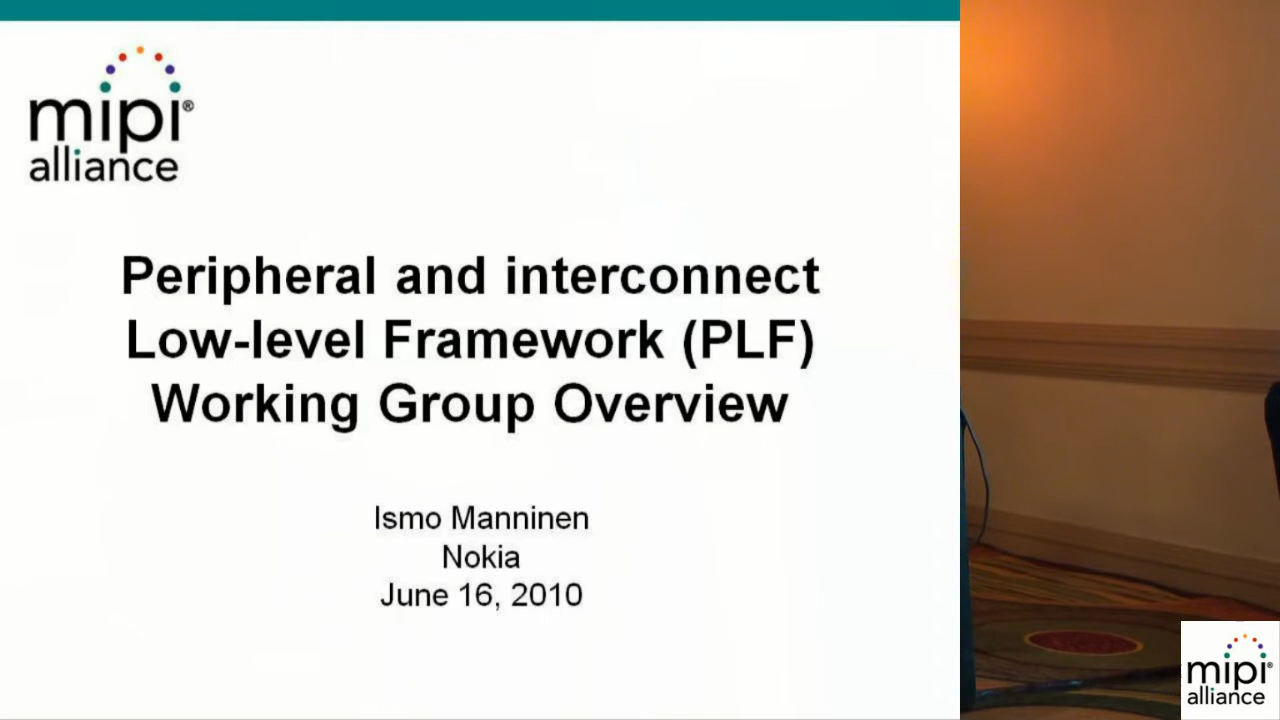 mipi®
alliance
Peripheral and interconnect
Low-level Framework (PLF)
Working Group Overview
Ismo Manninen
Nokia
June 16, 2010
mipi®
alliance